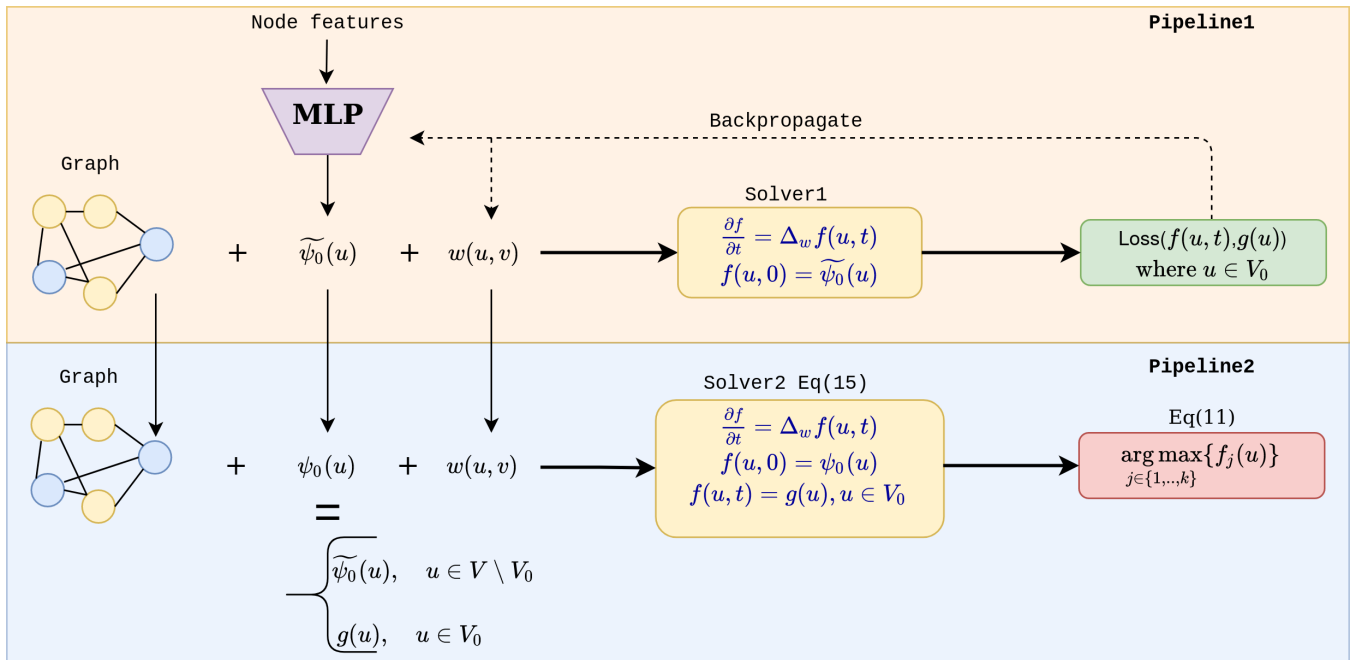 Node features
Pipeline1
MLP
Backpropagate
Graph
Solver1
+ ψ̃₀(u) + w(u, v)
∂f/∂t = Δ_w f(u, t)
f(u, 0) = ψ̃₀(u)
Loss(f(u, t),g(u))
where u ∈ V₀
Pipeline2
Graph
Solver2 Eq(15)
Eq(11)
+ ψ₀(u) + w(u, v)
∂f/∂t = Δ_w f(u, t)
f(u, 0) = ψ₀(u)
f(u, t) = g(u), u ∈ V₀
arg max{f_j(u)}
j∈{1,..,k}
=
ψ̃₀(u), u ∈ V \ V₀
g(u), u ∈ V₀